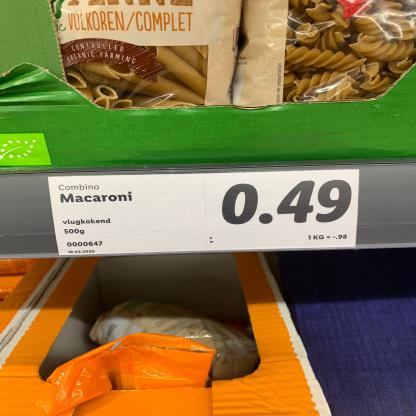 VOLKOREN/COMPLET
CONTROLLED
ORGANIC FARMING
Combino
Macaroni
vlugkokend
500g
0000647
0.49
1 KG = -.98